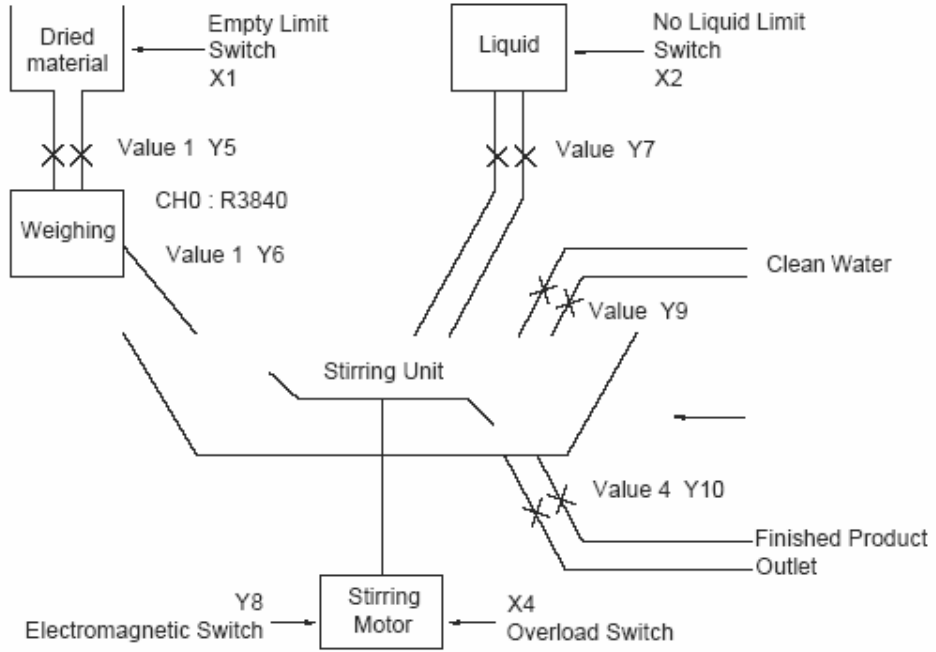 Dried
material
Empty Limit
Switch
X1
Liquid
No Liquid Limit
Switch
X2
Value 1 Y5
Value Y7
CH0 : R3840
Weighing
Value 1 Y6
Clean Water
Value Y9
Stirring Unit
Value 4 Y10
Finished Product
Outlet
Y8
Electromagnetic Switch
Stirring
Motor
X4
Overload Switch